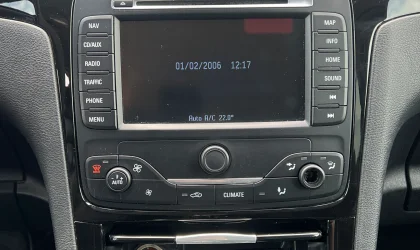 NAV
CD/AUX
RADIO
TRAFFIC
PHONE
MENU
01/02/2006 12:17
Auto A/C 22.0°
MAP
INFO
HOME
SOUND
AUTO
CLIMATE